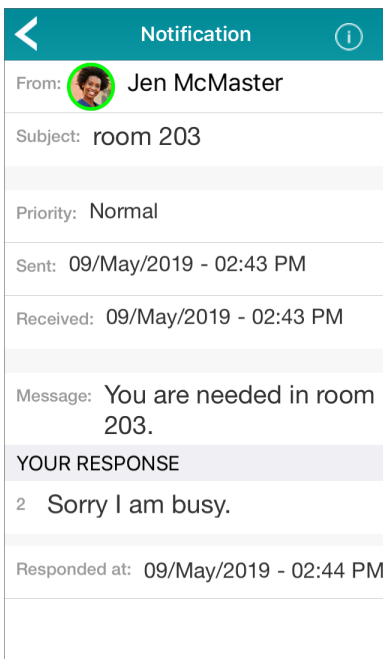 Notification
From: Jen McMaster
Subject: room 203
Priority: Normal
Sent: 09/May/2019 - 02:43 PM
Received: 09/May/2019 - 02:43 PM
Message: You are needed in room
203.
YOUR RESPONSE
2 Sorry I am busy.
Responded at: 09/May/2019 - 02:44 PM